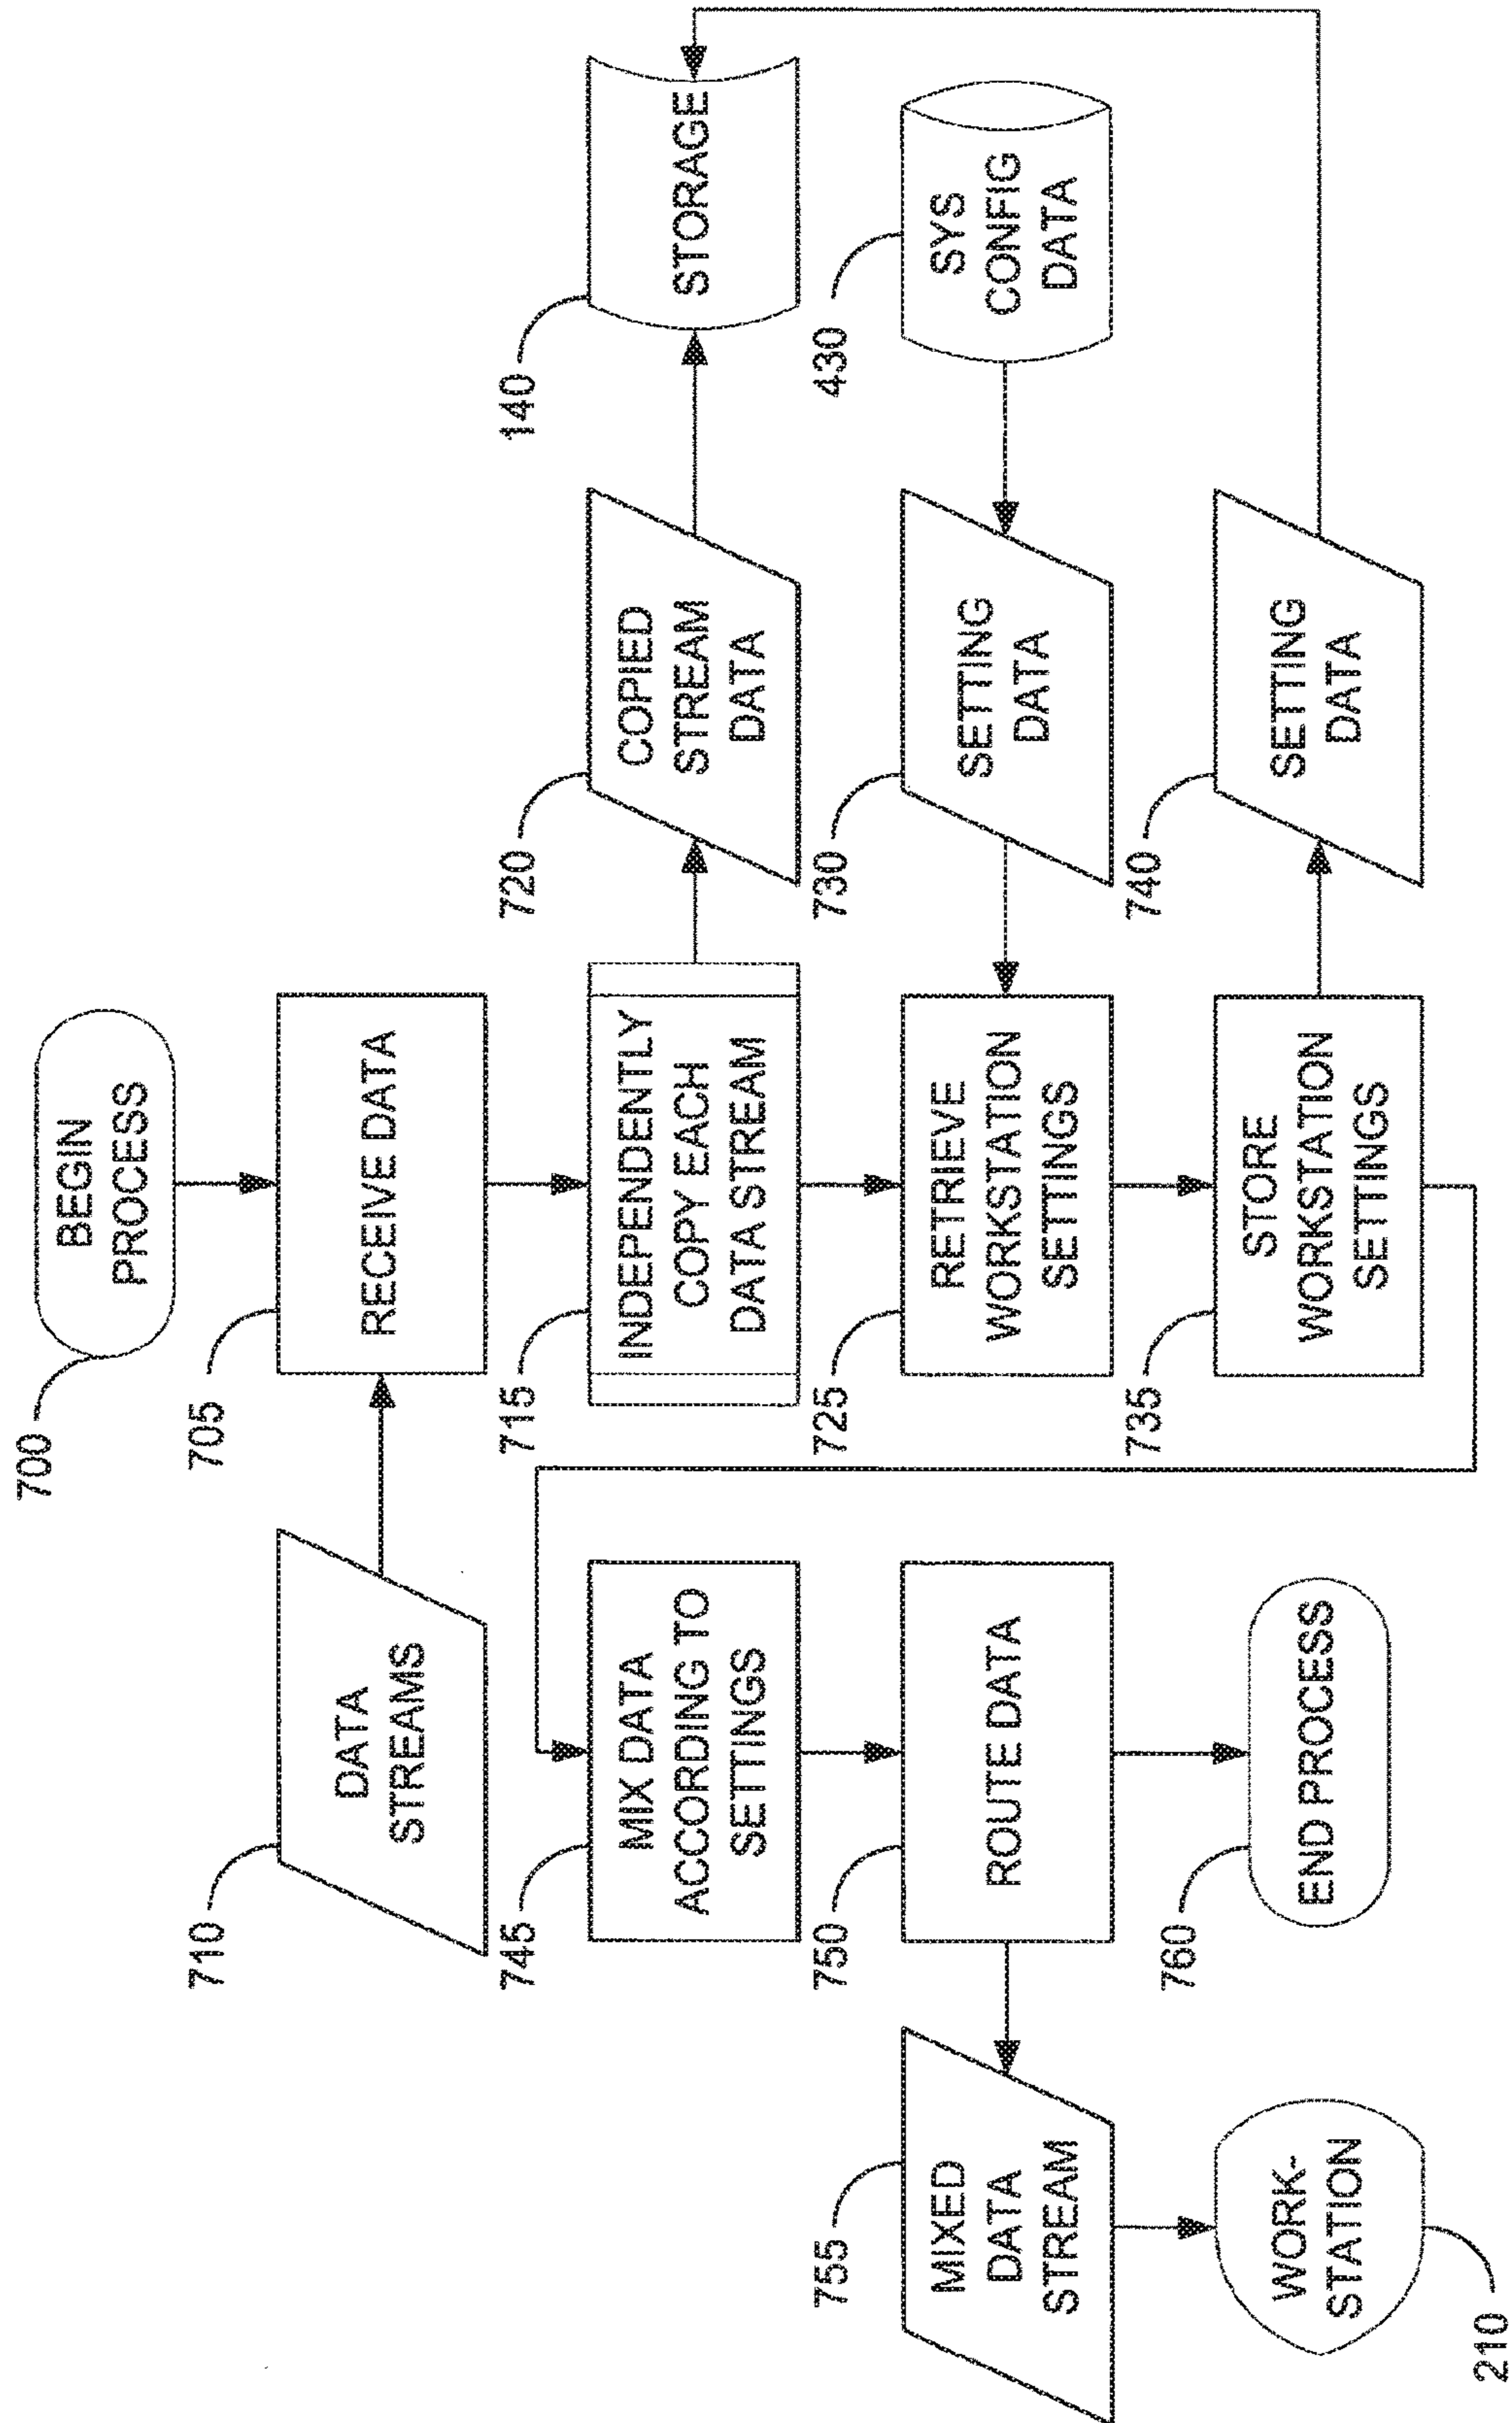 700
BEGIN
PROCESS
710
DATA
STREAMS
705
RECEIVE DATA
745
MIX DATA
ACCORDING TO
SETTINGS
715
INDEPENDENTLY
COPY EACH
DATA STREAM
720
COPIED
STREAM
DATA
140
STORAGE
755
MIXED
DATA
STREAM
750
ROUTE DATA
725
RETRIEVE
WORKSTATION
SETTINGS
730
SETTING
DATA
430
SYS
CONFIG
DATA
210
WORK-
STATION
760
END PROCESS
735
STORE
WORKSTATION
SETTINGS
740
SETTING
DATA